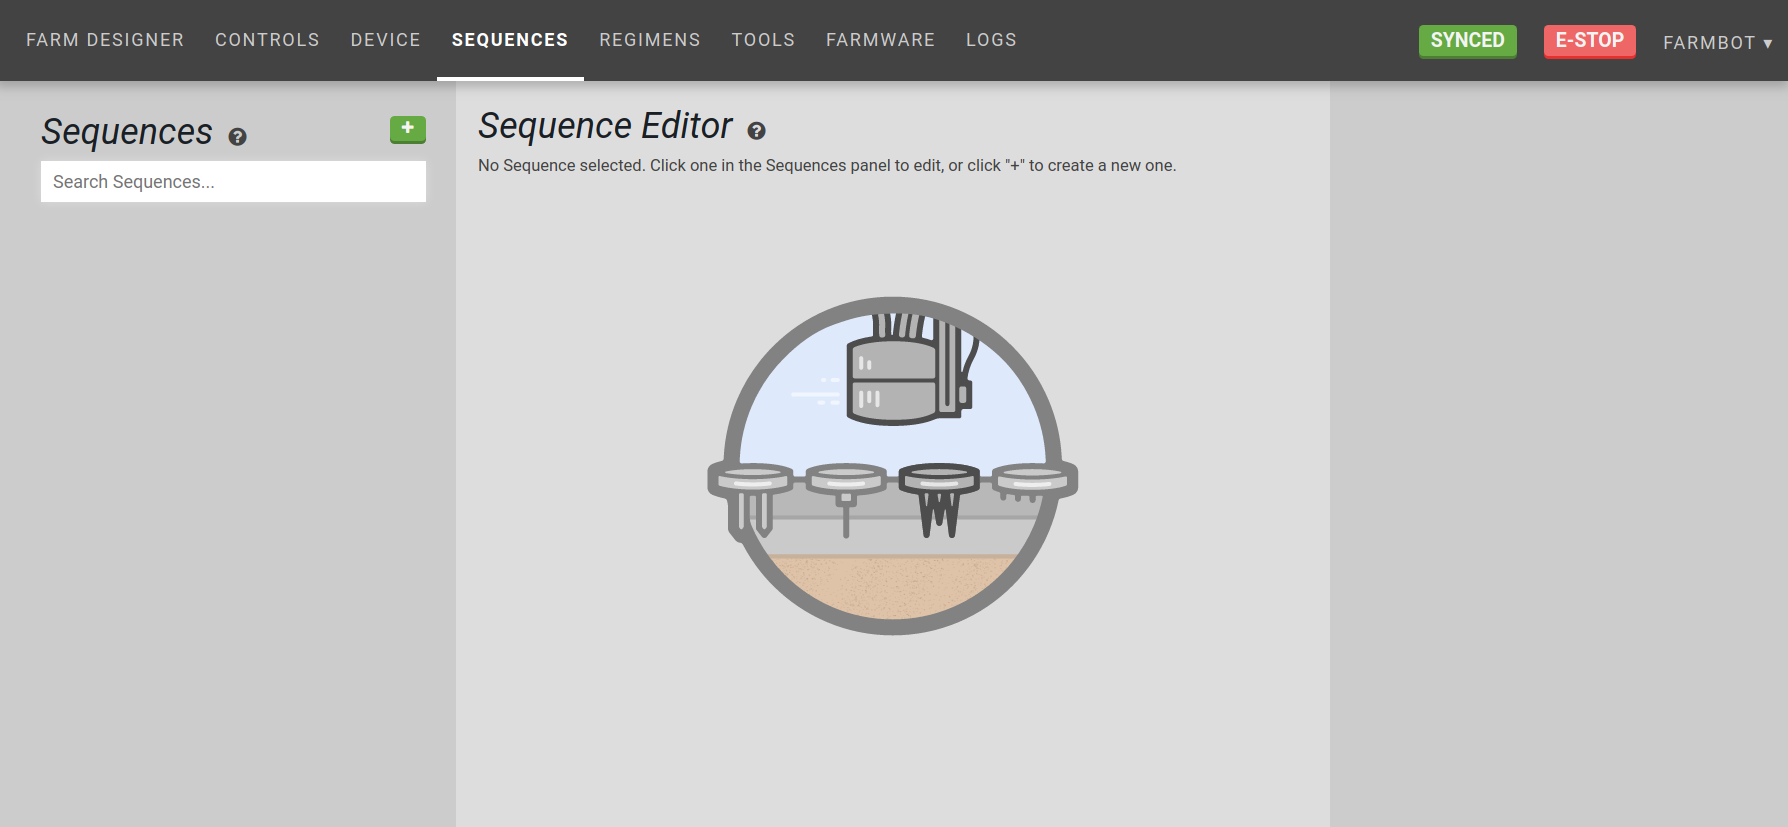 FARM DESIGNER CONTROLS DEVICE SEQUENCES REGIMENS TOOLS FARMWARE LOGS SYNCED E-STOP FARMBOT ▾
Sequences ?
+
Search Sequences...
Sequence Editor ?
No Sequence selected. Click one in the Sequences panel to edit, or click "+" to create a new one.